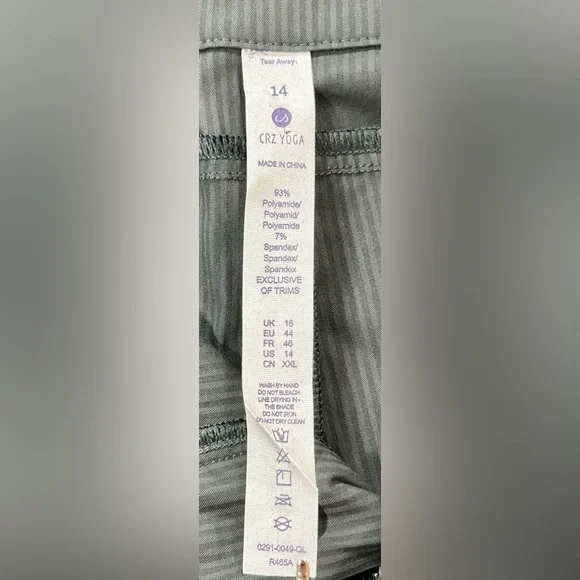 Tear Away
14
CRZ YOGA
MADE IN CHINA
93%
Polyamide/
Polyamid/
Polyamide
7%
Spandex/
Spandex/
Spandex
EXCLUSIVE
OF TRIMS
UK 16
EU 44
FR 46
US 14
CN XXL
WASH BY HAND
DO NOT BLEACH
LINE DRYING IN
THE SHADE
DO NOT IRON
DO NOT DRY CLEAN
0291-0049-QL
R465A